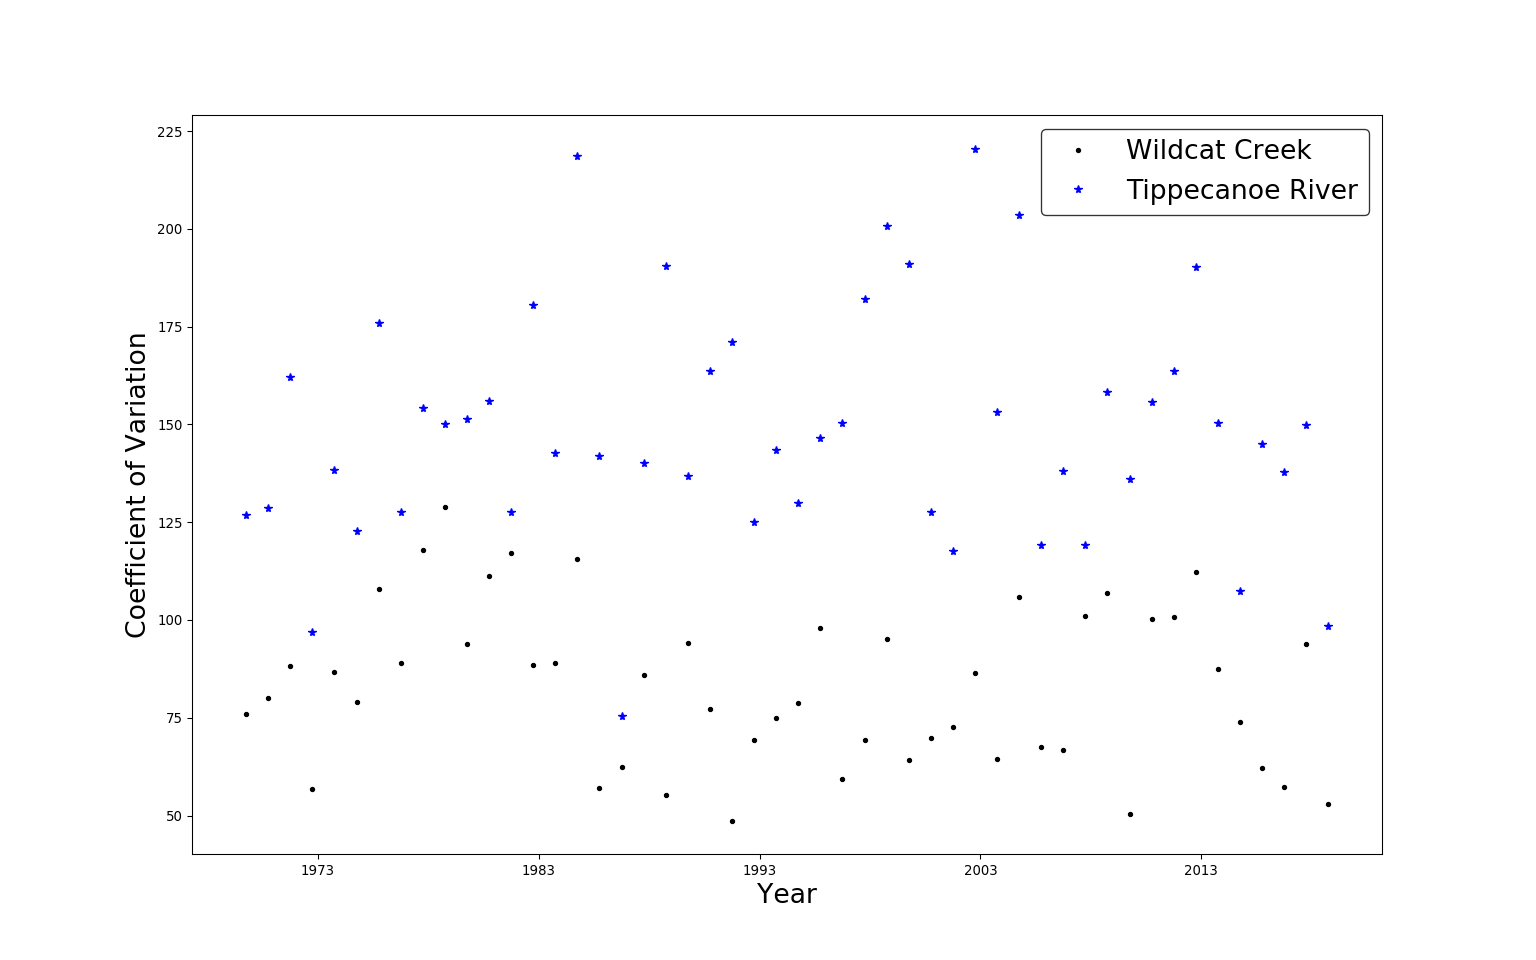 225
200
175
150
125
100
75
50
Coefficient of Variation
Wildcat Creek
Tippecanoe River
1973 1983 1993 2003 2013
Year